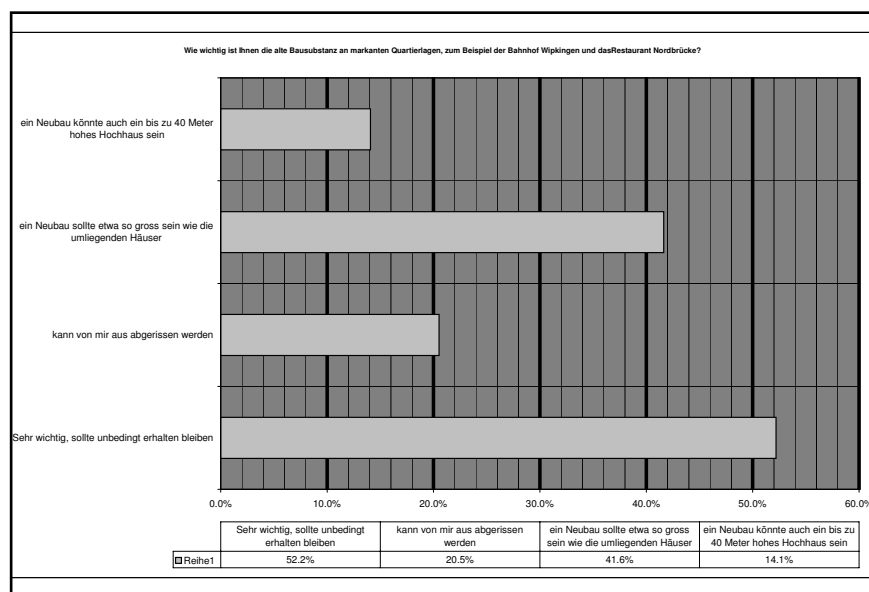 Wie wichtig ist Ihnen die alte Bausubstanz an markanten Quartierlagen, zum Beispiel der Bahnhof Wipkingen und dasRestaurant Nordbrücke?
ein Neubau könnte auch ein bis zu 40 Meter
hohes Hochhaus sein
ein Neubau sollte etwa so gross sein wie die
umliegenden Häuser
kann von mir aus abgerissen werden
Sehr wichtig, sollte unbedingt erhalten bleiben
0.0% 10.0% 20.0% 30.0% 40.0% 50.0% 60.0%
Sehr wichtig, sollte unbedingt
erhalten bleiben
kann von mir aus abgerissen
werden
ein Neubau sollte etwa so gross
sein wie die umliegenden Häuser
ein Neubau könnte auch ein bis zu
40 Meter hohes Hochhaus sein
Reihe1 52.2% 20.5% 41.6% 14.1%